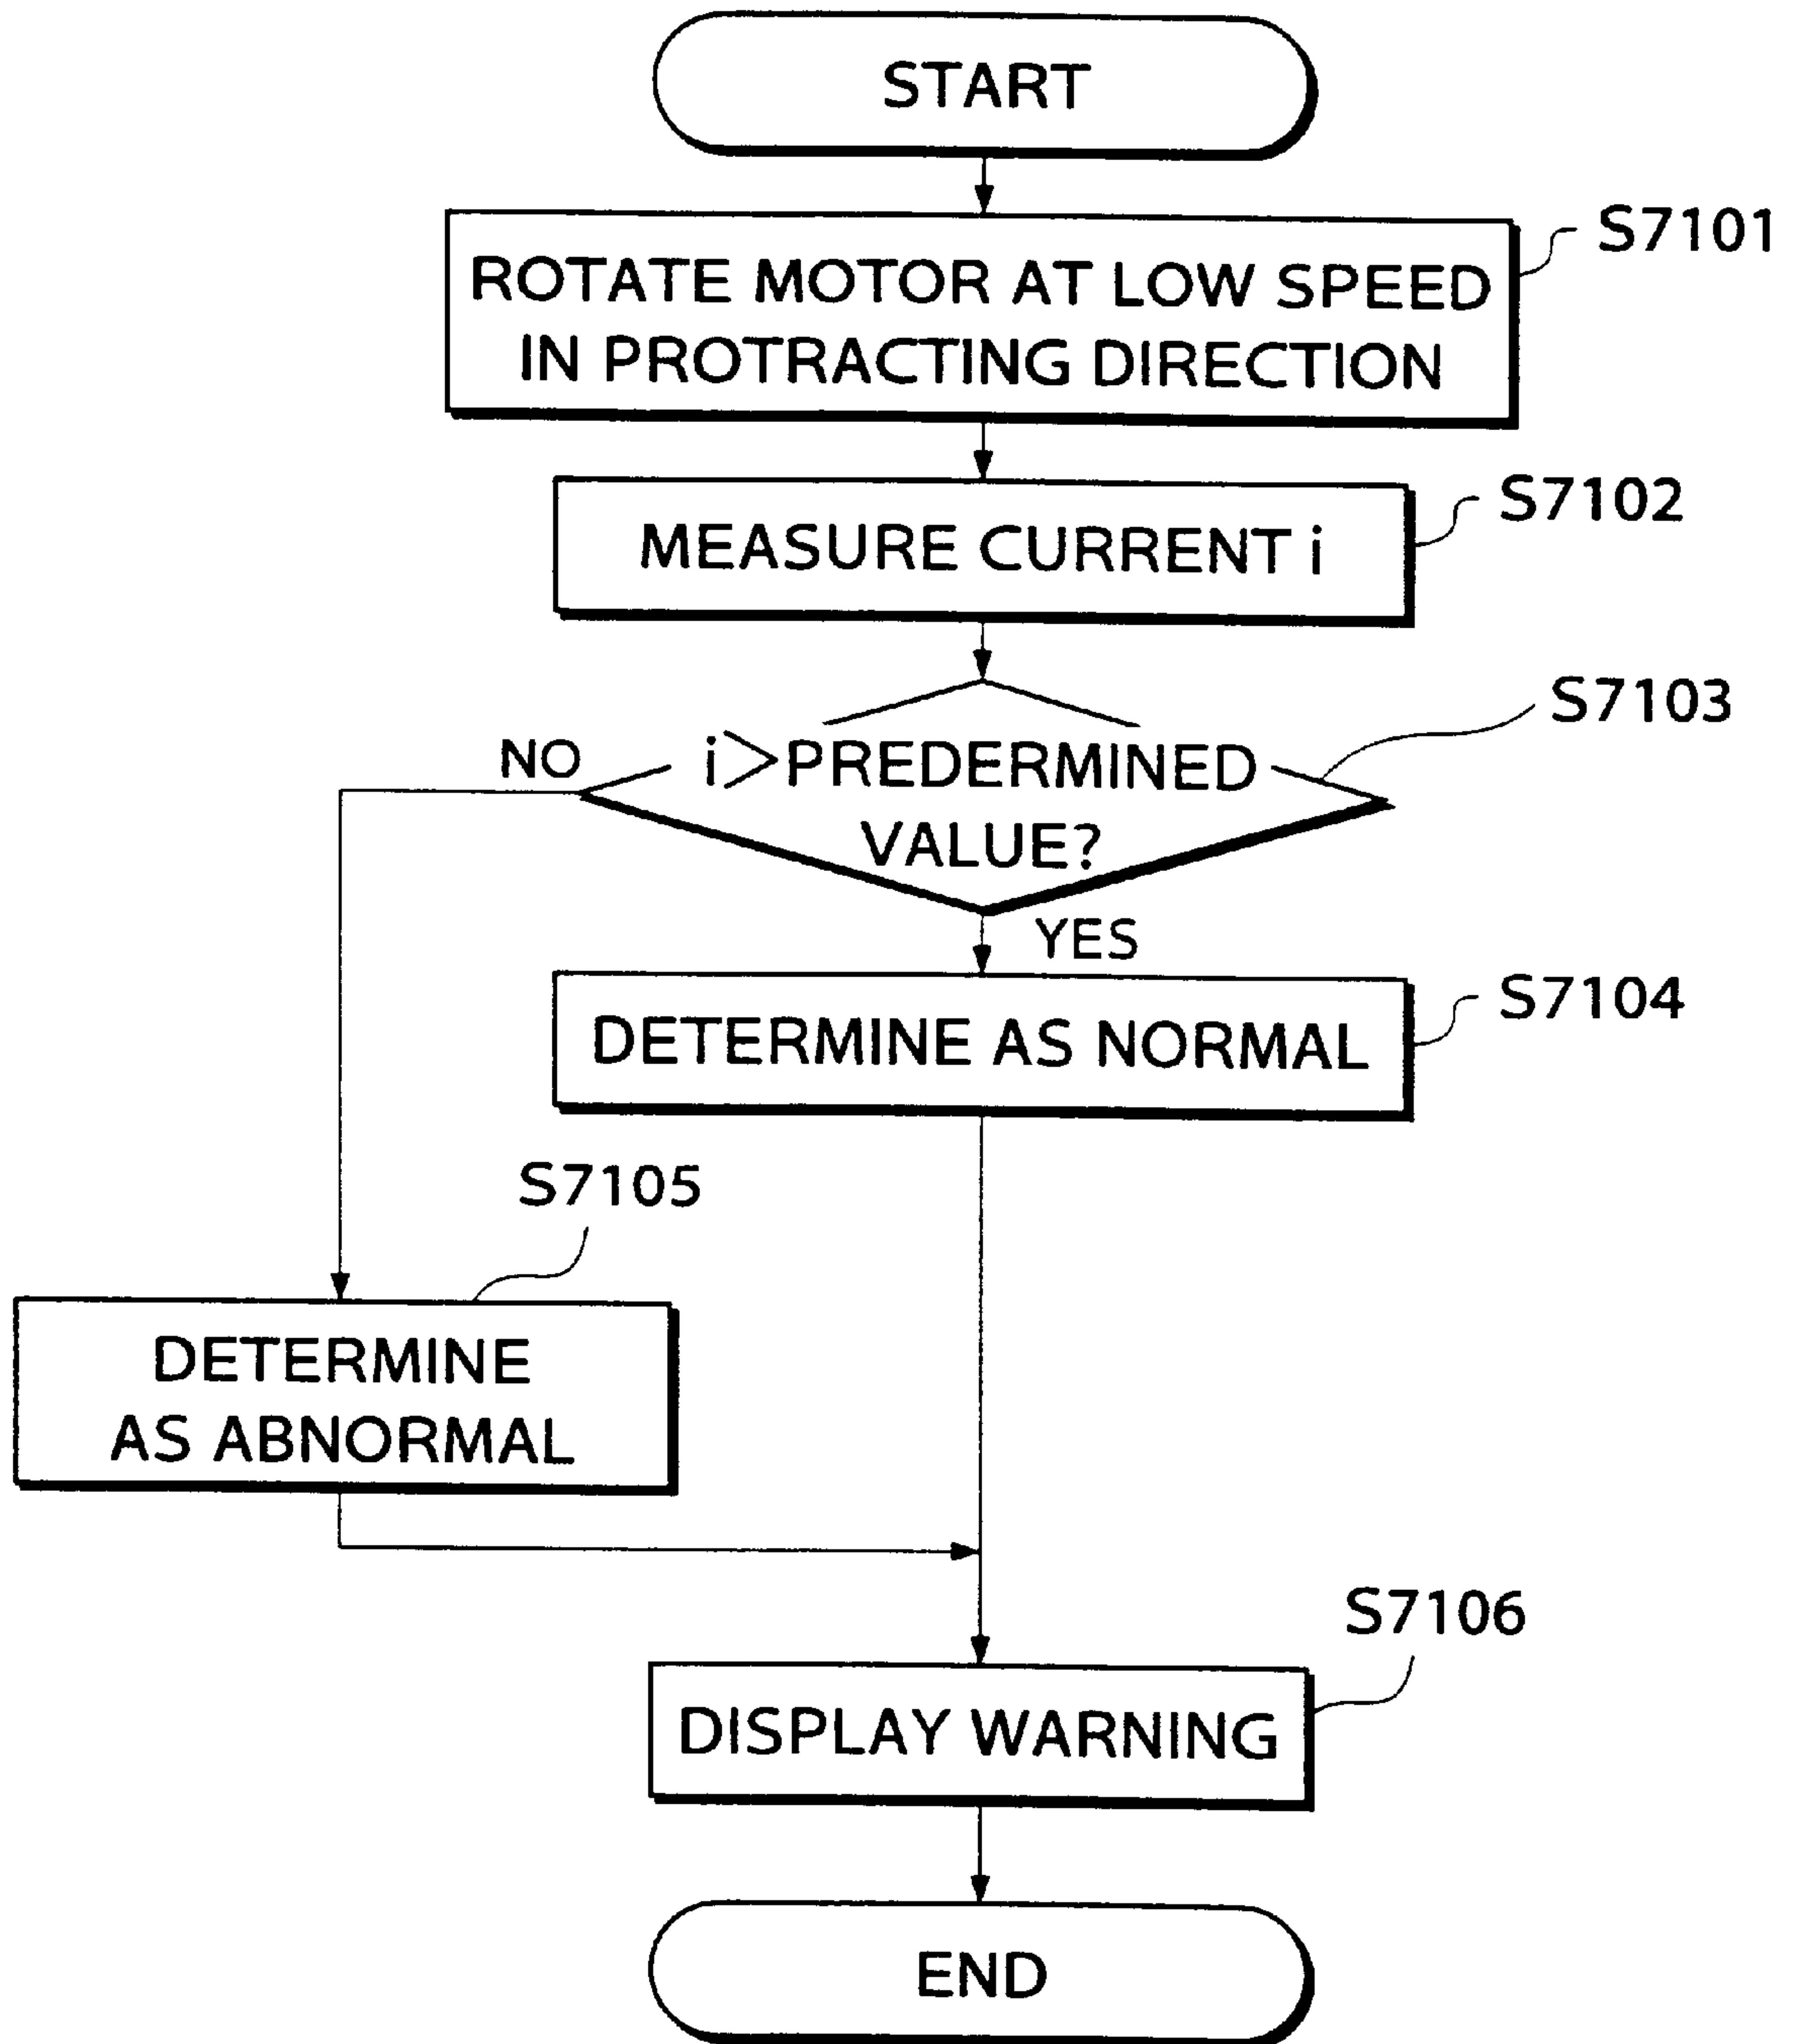 START
S7101
ROTATE MOTOR AT LOW SPEED
IN PROTRACTING DIRECTION
S7102
MEASURE CURRENT i
S7103
NO
i>PREDERMINED
VALUE?
YES
S7104
DETERMINE AS NORMAL
S7105
DETERMINE
AS ABNORMAL
S7106
DISPLAY WARNING
END